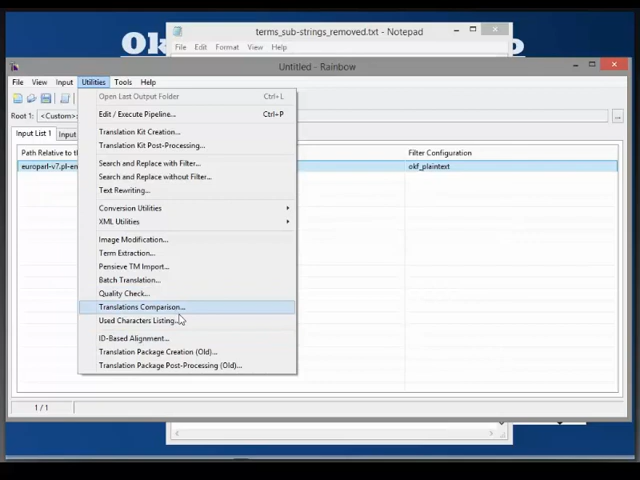 Ok
o
terms_sub-strings_removed.txt - Notepad
File Edit Format View Help
Untitled - Rainbow
File View Input Utilities Tools Help
Root 1: <Custom>
Input List 1 Input
Path Relative to th Filter Configuration
europarl-v7.pl-en okf_plaintext
Open Last Output Folder Ctrl+L
Edit / Execute Pipeline... Ctrl+P
Translation Kit Creation...
Translation Kit Post-Processing...
Search and Replace with Filter...
Search and Replace without Filter...
Text Rewriting...
Conversion Utilities
XML Utilities
Image Modification...
Term Extraction...
Pensieve TM Import...
Batch Translation...
Quality Check...
Translations Comparison...
Used Characters Listing...
ID-Based Alignment...
Translation Package Creation (Old)...
Translation Package Post-Processing (Old)...
1 / 1